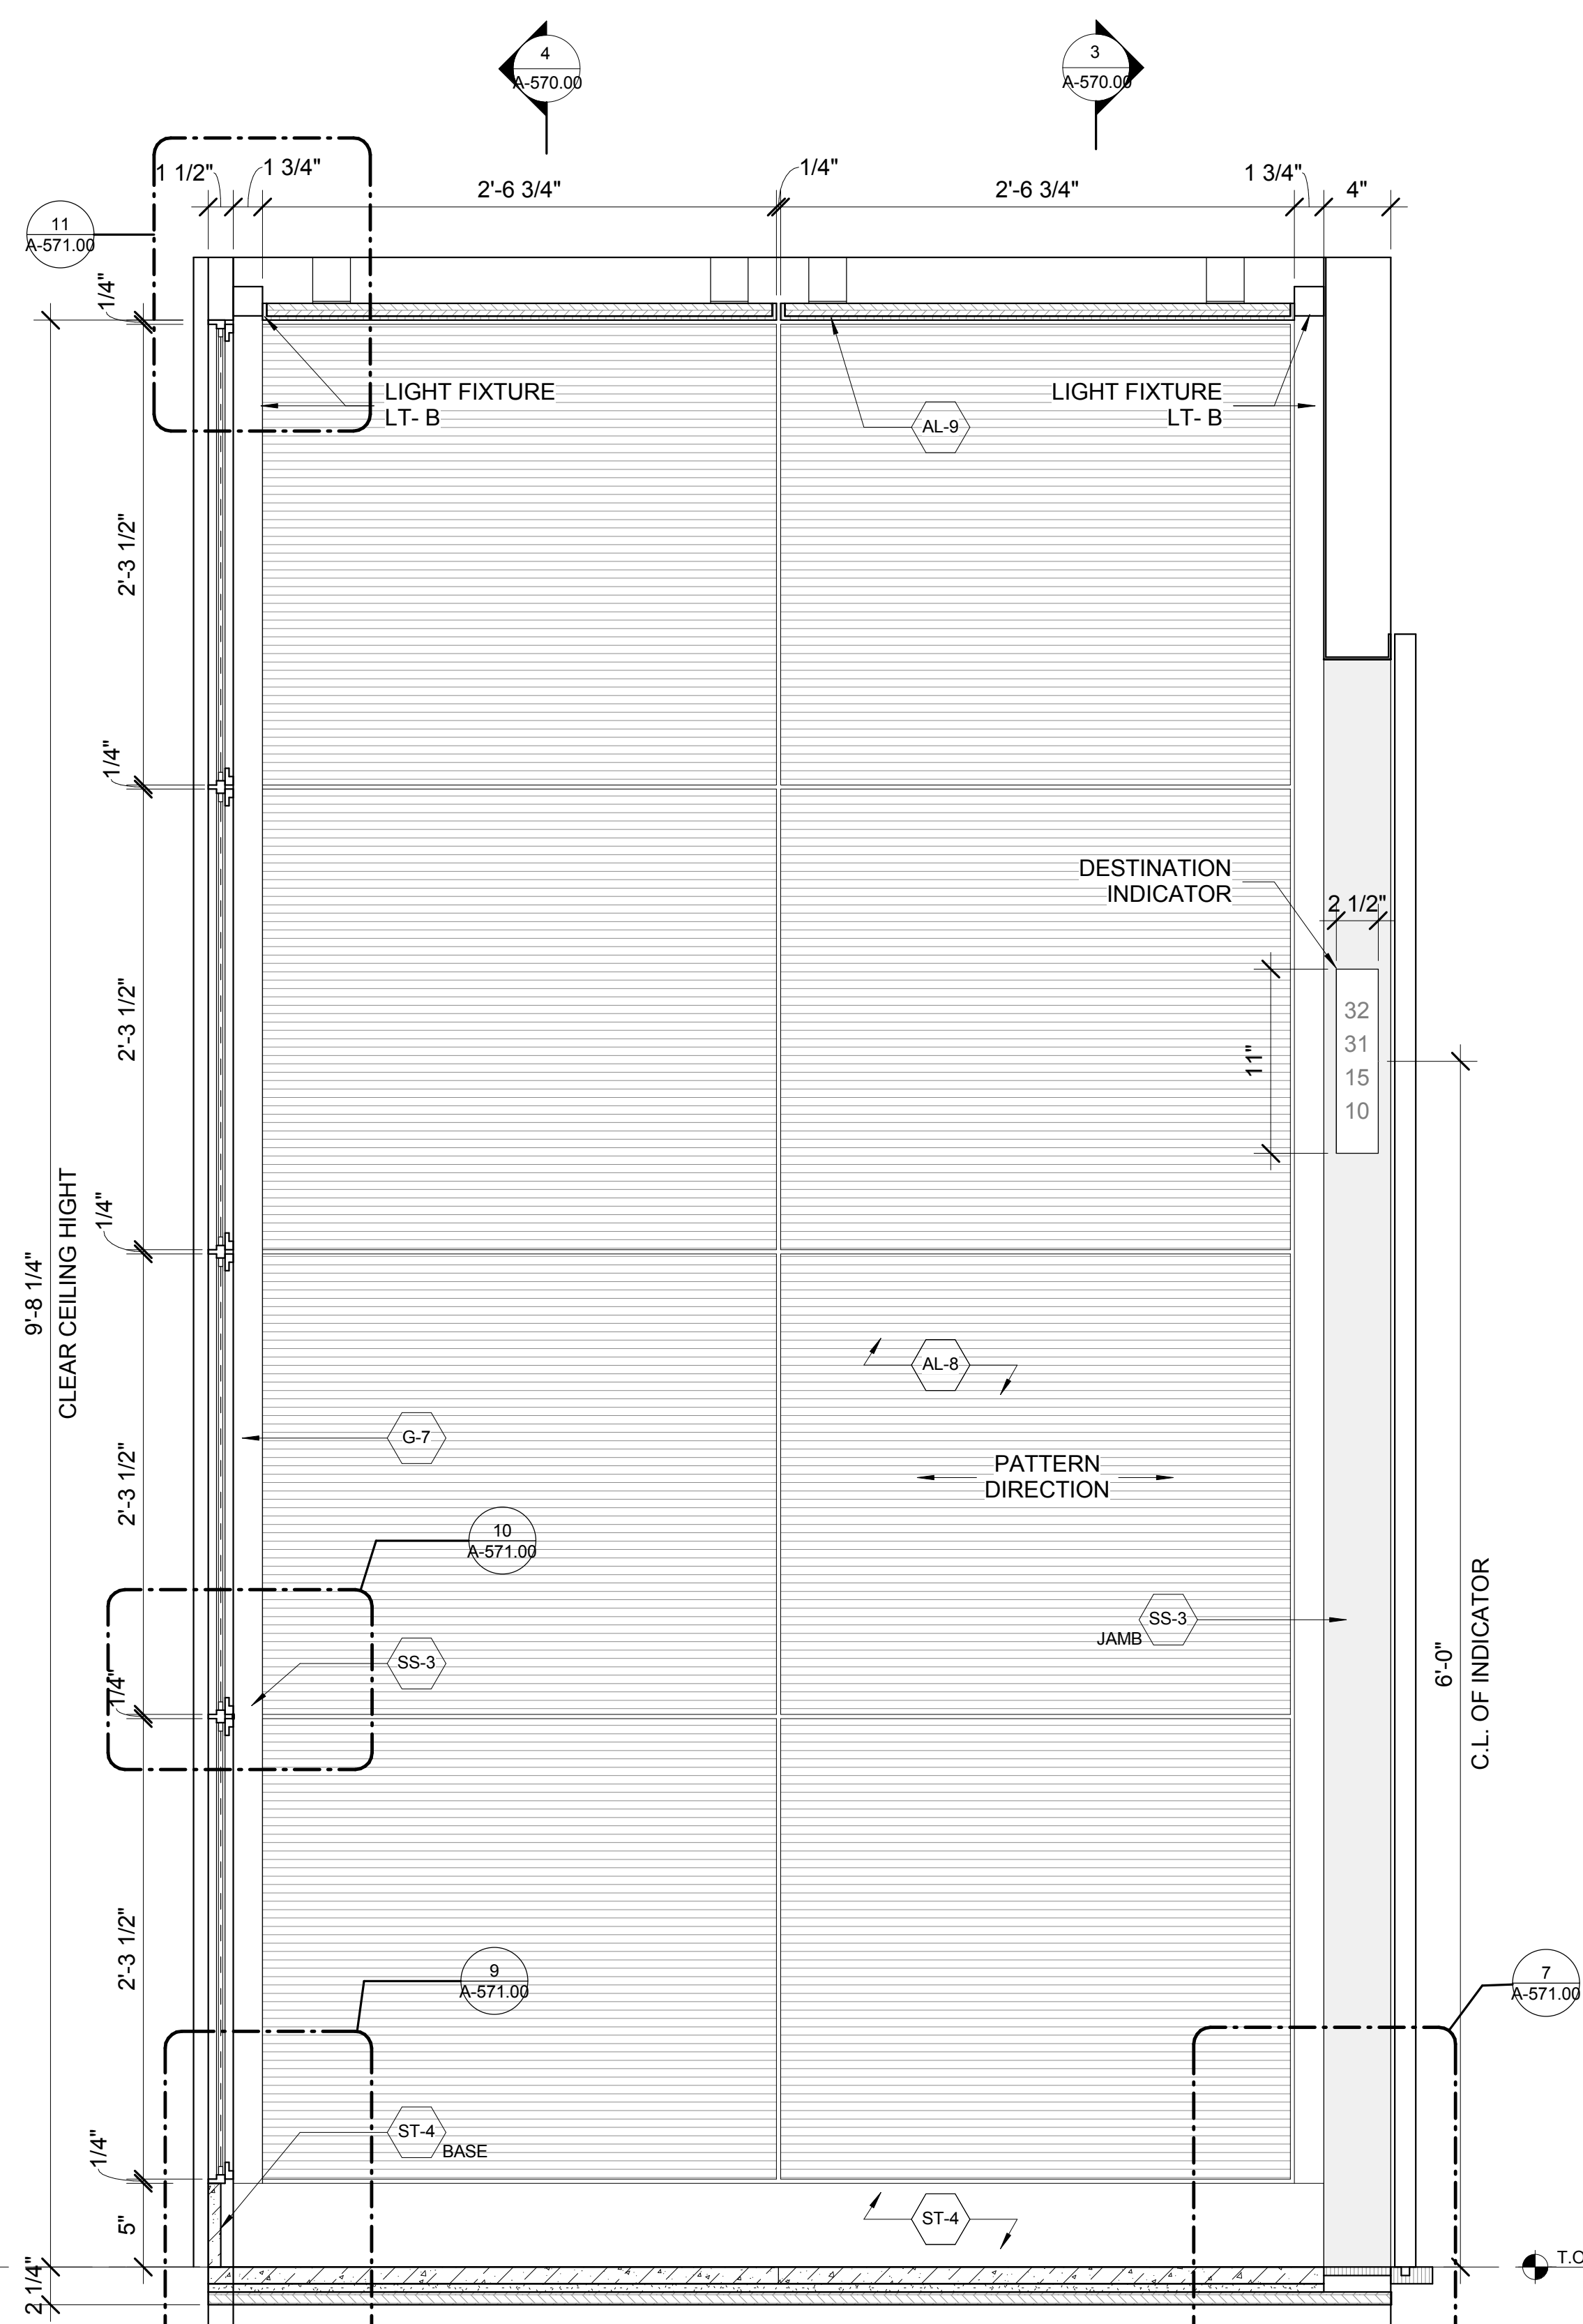 4
A-570.00
3
A-570.00
1 1/2"
1 3/4"
2'-6 3/4"
1/4"
2'-6 3/4"
1 3/4"
4"
11
A-571.00
1/4"
LIGHT FIXTURE
LT- B
LIGHT FIXTURE
LT- B
AL-9
2'-3 1/2"
1/4"
DESTINATION
INDICATOR
2 1/2"
32
31
15
10
11"
2'-3 1/2"
1/4"
9'-8 1/4"
CLEAR CEILING HIGHT
AL-8
G-7
PATTERN
DIRECTION
2'-3 1/2"
10
A-571.00
SS-3
SS-3
JAMB
1/4"
6'-0"
C.L. OF INDICATOR
2'-3 1/2"
9
A-571.00
7
A-571.00
ST-4
BASE
1/4"
ST-4
5"
2 1/4"
T.O